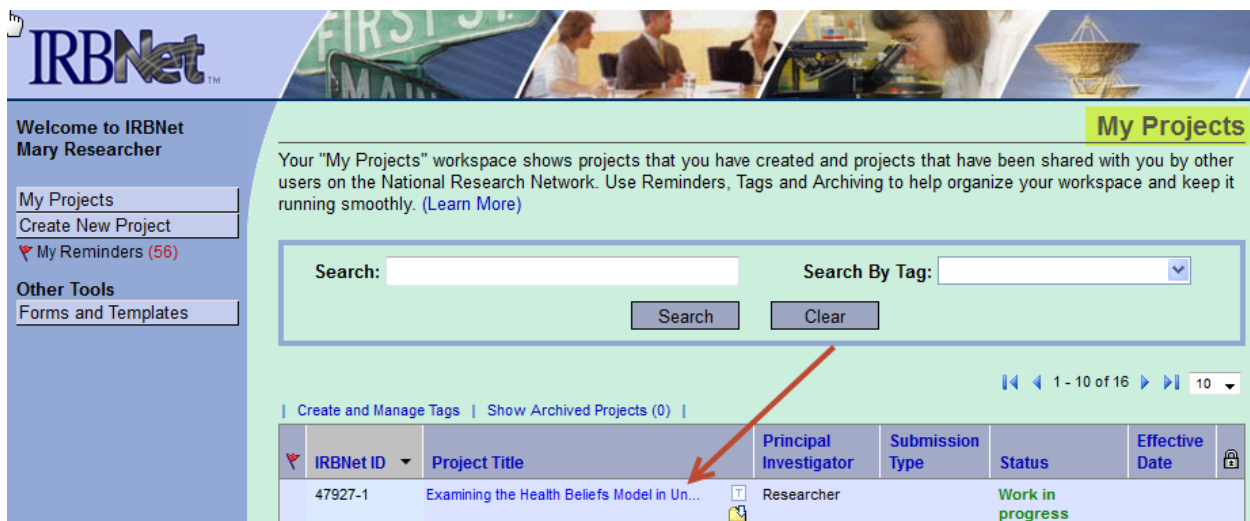 FIRST ST.
MAIN
IRBNet TM
Welcome to IRBNet
Mary Researcher
My Projects
Create New Project
My Reminders (56)
Other Tools
Forms and Templates
My Projects
Your "My Projects" workspace shows projects that you have created and projects that have been shared with you by other
users on the National Research Network. Use Reminders, Tags and Archiving to help organize your workspace and keep it
running smoothly. (Learn More)
Search:
Search By Tag:
Search
Clear
1 - 10 of 16
10
| Create and Manage Tags | Show Archived Projects (0) |
IRBNet ID
Project Title
Principal
Investigator
Submission
Type
Status
Effective
Date
47927-1
Examining the Health Beliefs Model in Un...
T
Researcher
Work in
progress